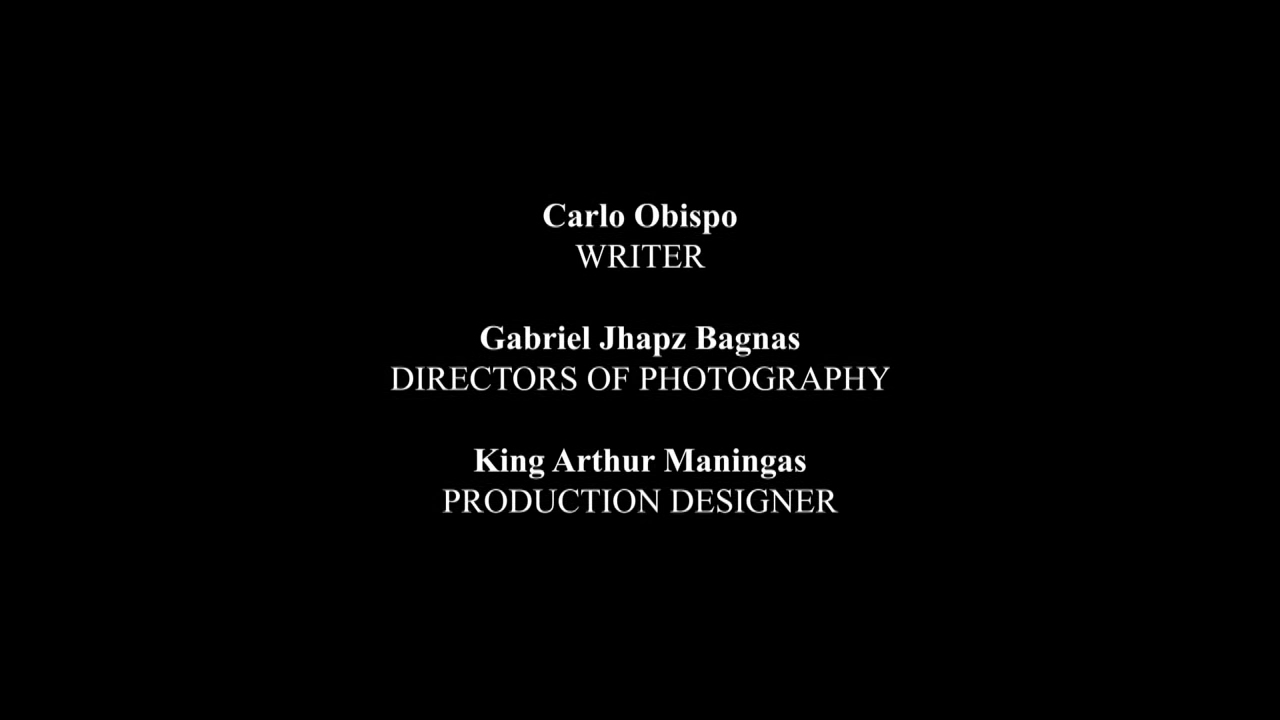 Carlo Obispo
WRITER
Gabriel Jhapz Bagnas
DIRECTORS OF PHOTOGRAPHY
King Arthur Maningas
PRODUCTION DESIGNER